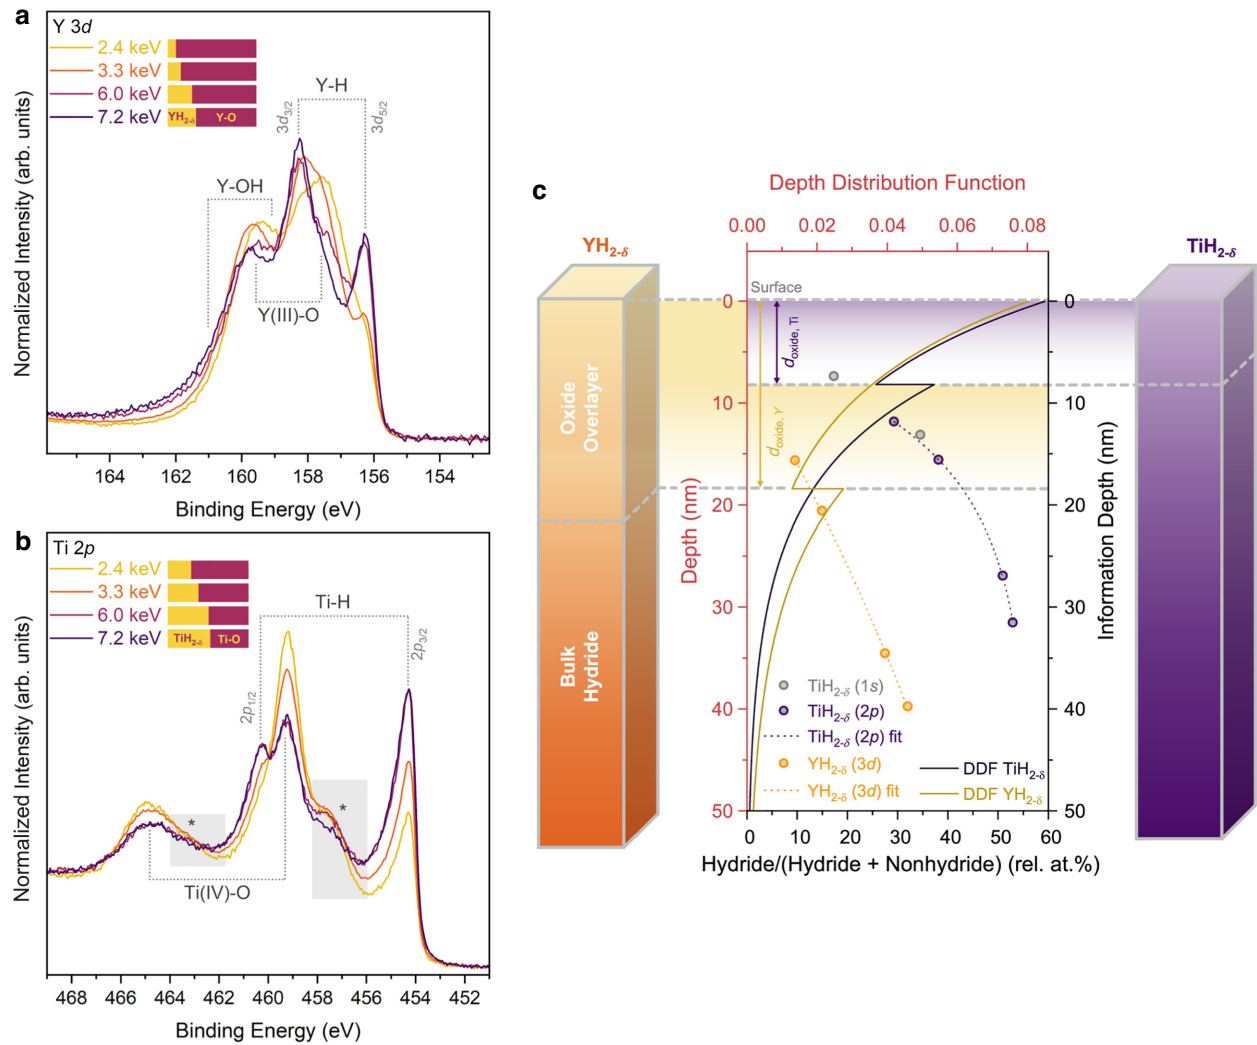 a
Y 3d
2.4 keV
3.3 keV
6.0 keV
7.2 keV
YH2-δ
Y-O
Y-H
3d3/2
3d5/2
Y-OH
Y(III)-O
Normalized Intensity (arb. units)
164 162 160 158 156 154
Binding Energy (eV)
b
Ti 2p
2.4 keV
3.3 keV
6.0 keV
7.2 keV
TiH2-δ
Ti-O
Ti-H
2p1/2
2p3/2
*
*
Ti(IV)-O
Normalized Intensity (arb. units)
468 466 464 462 460 458 456 454 452
Binding Energy (eV)
c
Depth Distribution Function
0.00 0.02 0.04 0.06 0.08
YH2-δ
TiH2-δ
Surface
doxide, Ti
doxide, Y
Oxide
Overlayer
Bulk
Hydride
Depth (nm)
0
10
20
30
40
50
Information Depth (nm)
0
10
20
30
40
50
TiH2-δ (1s)
TiH2-δ (2p)
TiH2-δ (2p) fit
YH2-δ (3d)
YH2-δ (3d) fit
DDF TiH2-δ
DDF YH2-δ
0 10 20 30 40 50 60
Hydride/(Hydride + Nonhydride) (rel. at.%)